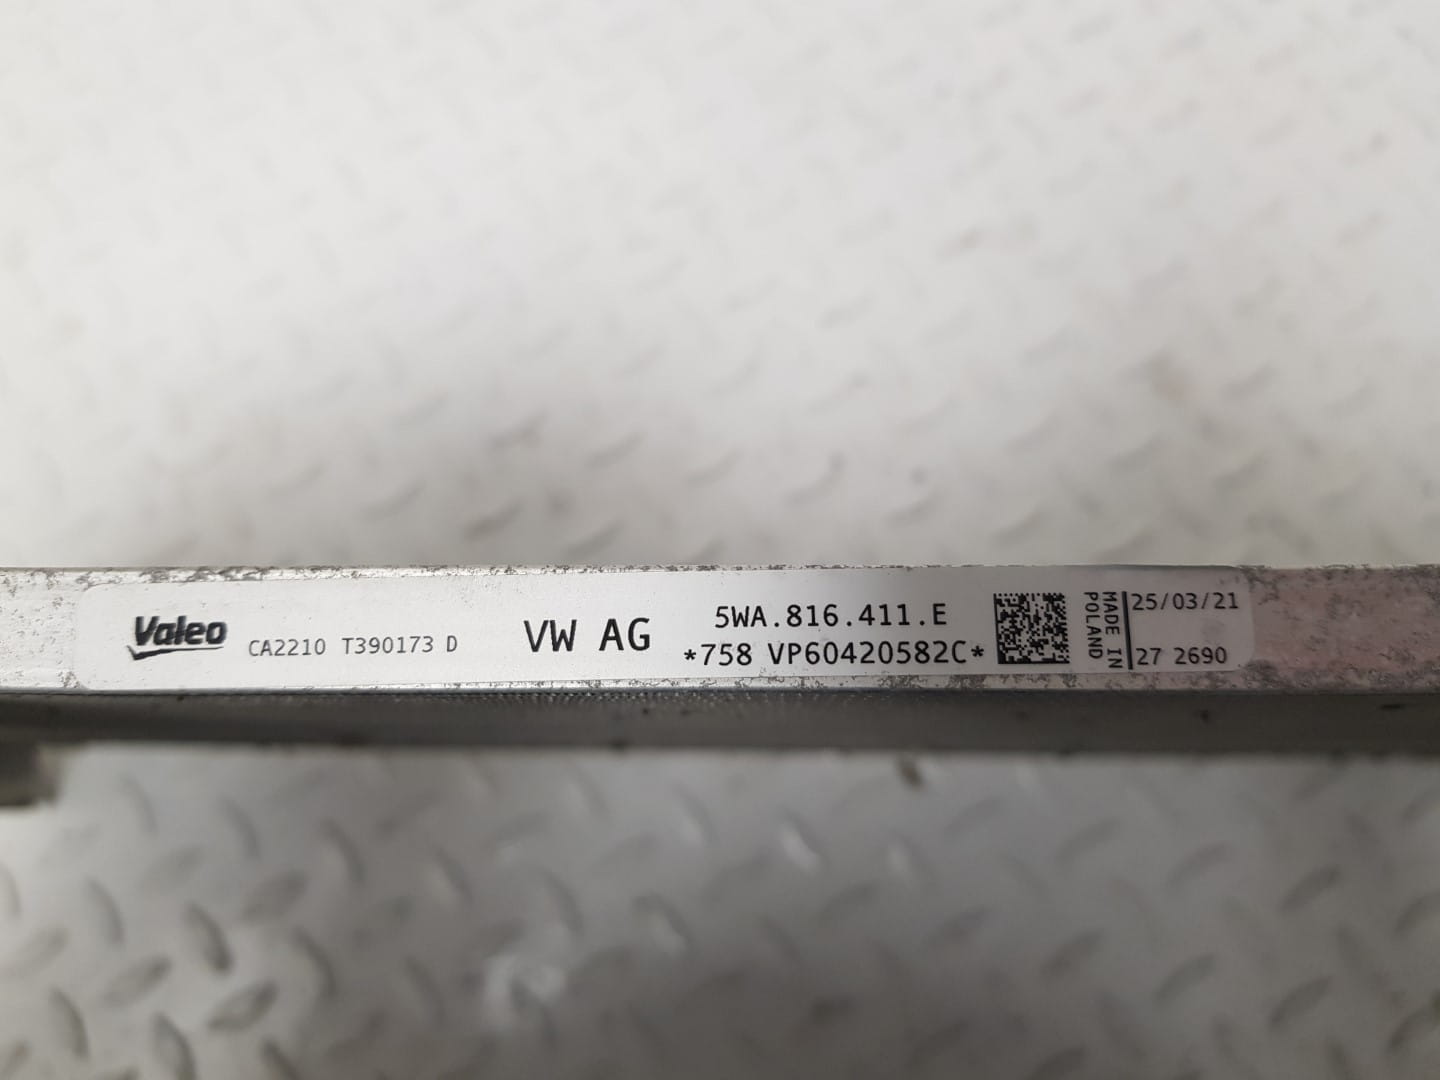 Valeo CA2210 T390173 D
VW AG
5WA.816.411.E
*758 VP60420582C*
MADE IN
POLAND
25/03/21
27 2690